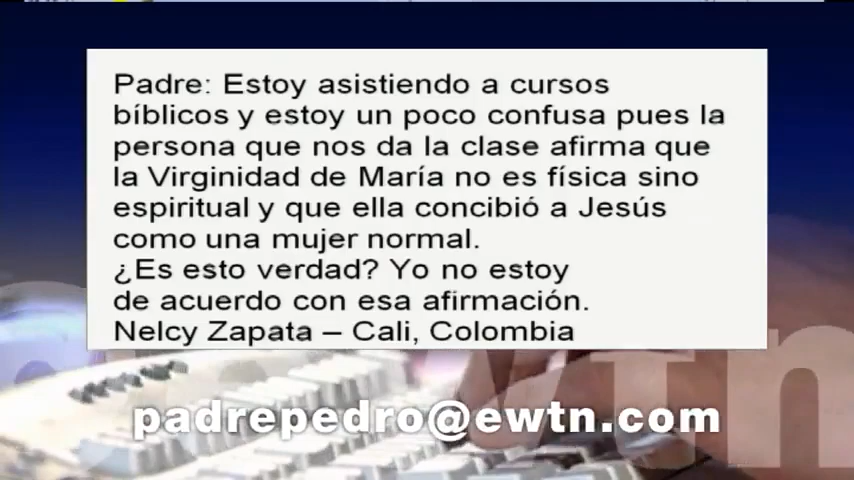 Padre: Estoy asistiendo a cursos
bíblicos y estoy un poco confusa pues la
persona que nos da la clase afirma que
la Virginidad de María no es física sino
espiritual y que ella concibió a Jesús
como una mujer normal.
¿Es esto verdad? Yo no estoy
de acuerdo con esa afirmación.
Nelcy Zapata – Cali, Colombia
padrepedro@ewtn.com